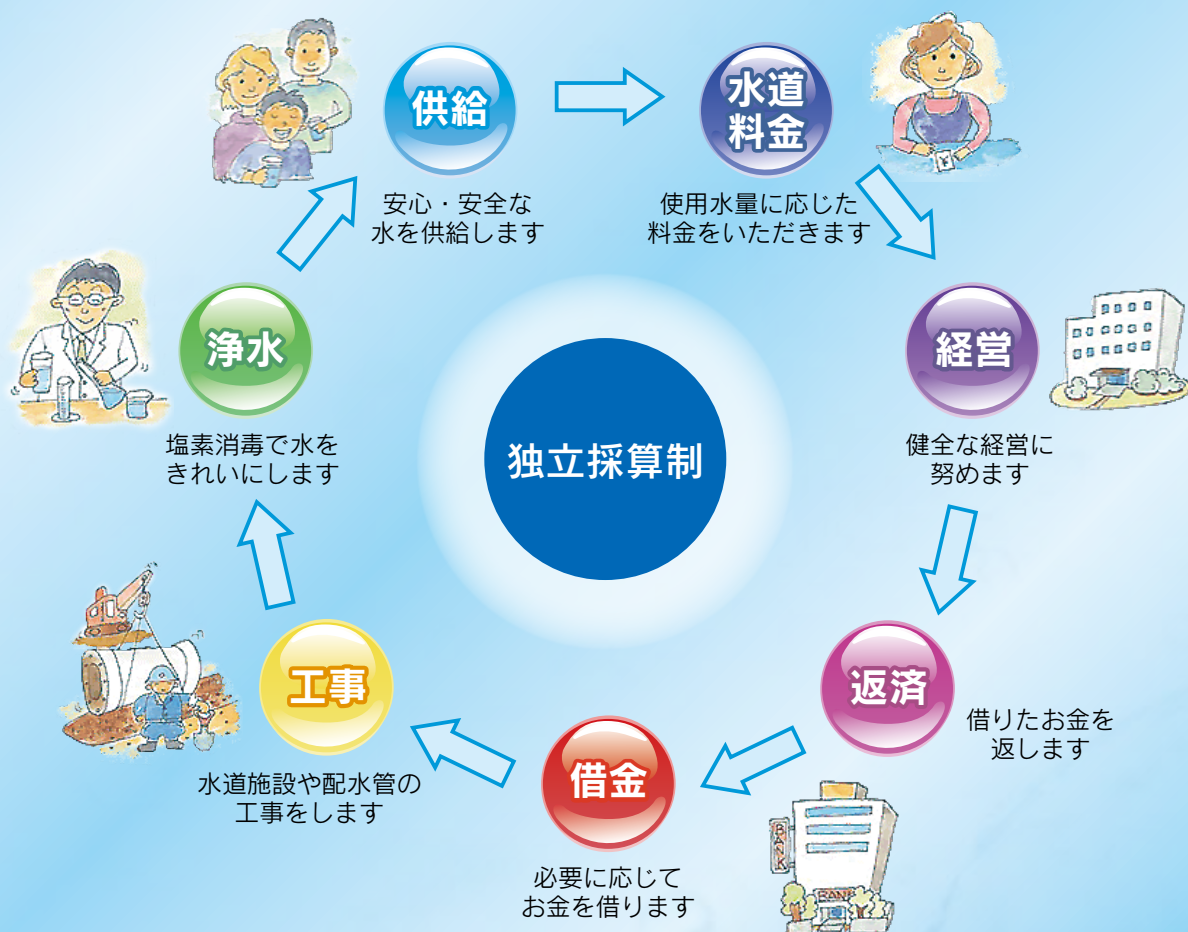 供給
安心・安全な
水を供給します
水道
料金
使用水量に応じた
料金をいただきます
経営
健全な経営に
努めます
返済
借りたお金を
返します
BANK
BANK
借金
必要に応じて
お金を借ります
工事
水道施設や配水管の
工事をします
浄水
塩素消毒で水を
きれいにします
独立採算制
¥